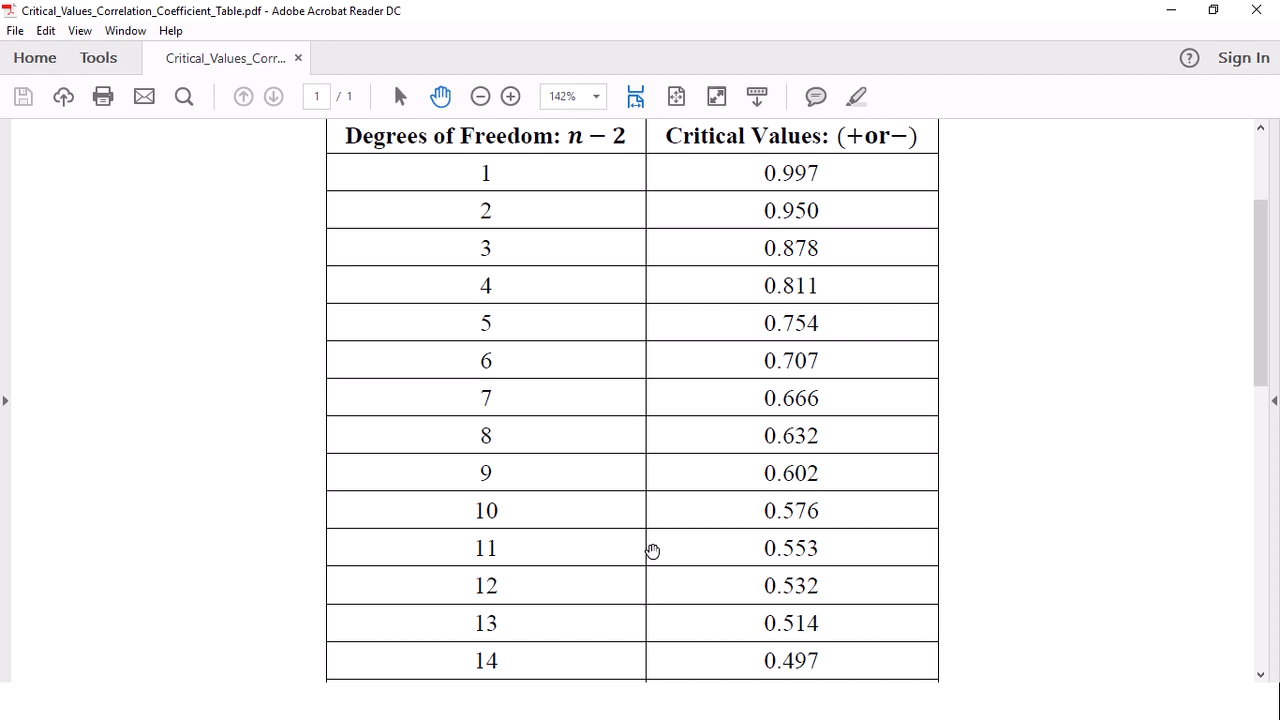 Critical_Values_Correlation_Coefficient_Table.pdf - Adobe Acrobat Reader DC
File Edit View Window Help
Home Tools Critical_Values_Corr... × ? Sign In
1 / 1 142%
Degrees of Freedom: n − 2 Critical Values: (+or−)
1 0.997
2 0.950
3 0.878
4 0.811
5 0.754
6 0.707
7 0.666
8 0.632
9 0.602
10 0.576
11 0.553
12 0.532
13 0.514
14 0.497